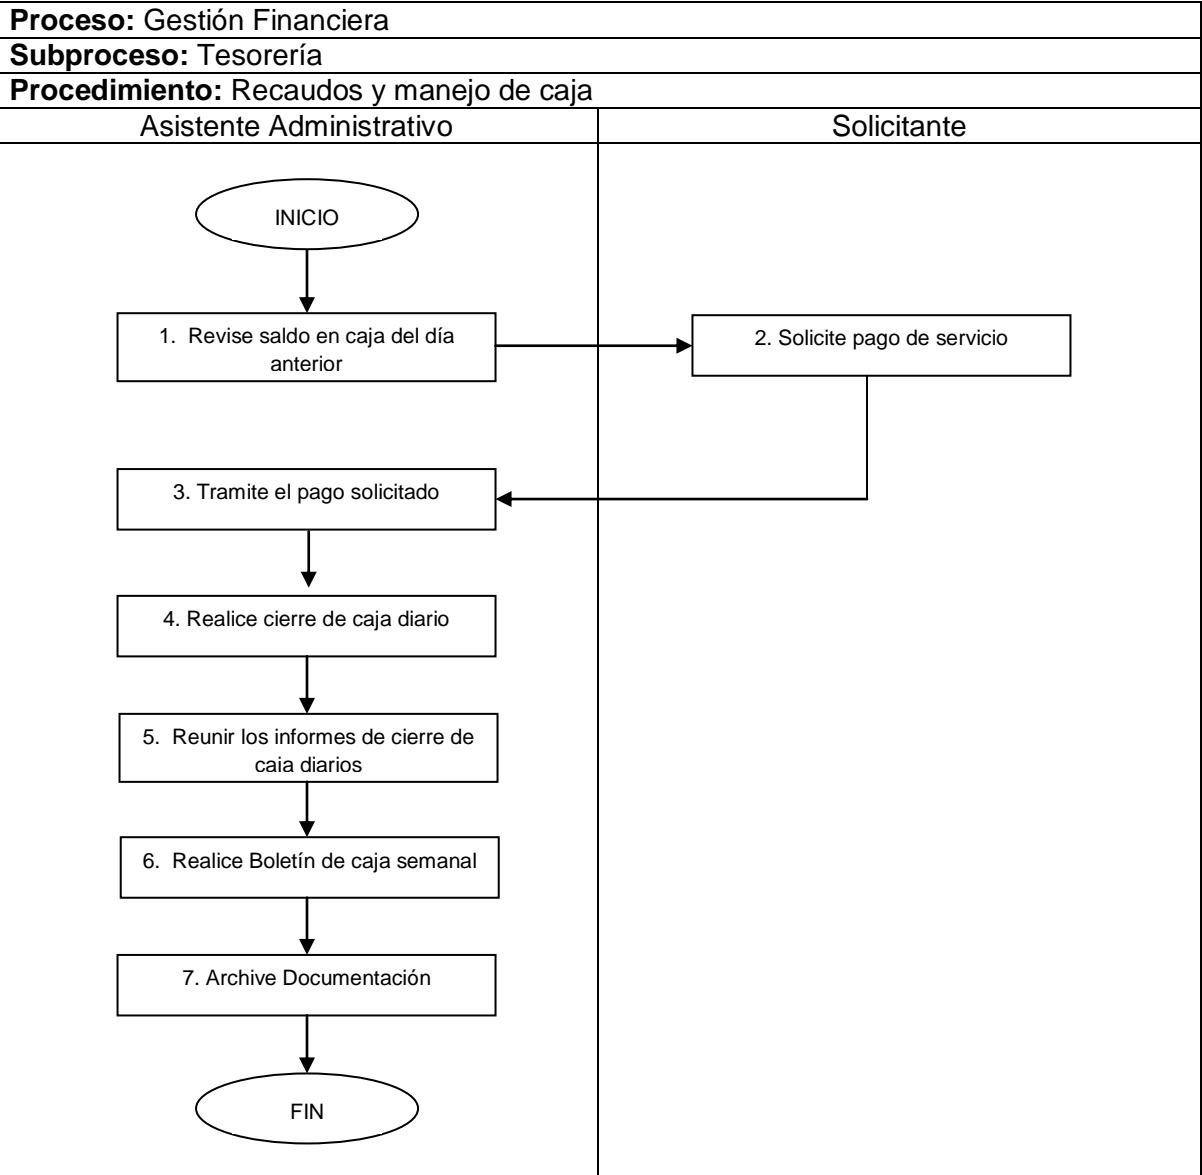 Proceso: Gestión Financiera
Subproceso: Tesorería
Procedimiento: Recaudos y manejo de caja
Asistente Administrativo
Solicitante
INICIO
1. Revise saldo en caja del día
anterior
2. Solicite pago de servicio
3. Tramite el pago solicitado
4. Realice cierre de caja diario
5. Reunir los informes de cierre de
caia diarios
6. Realice Boletín de caja semanal
7. Archive Documentación
FIN